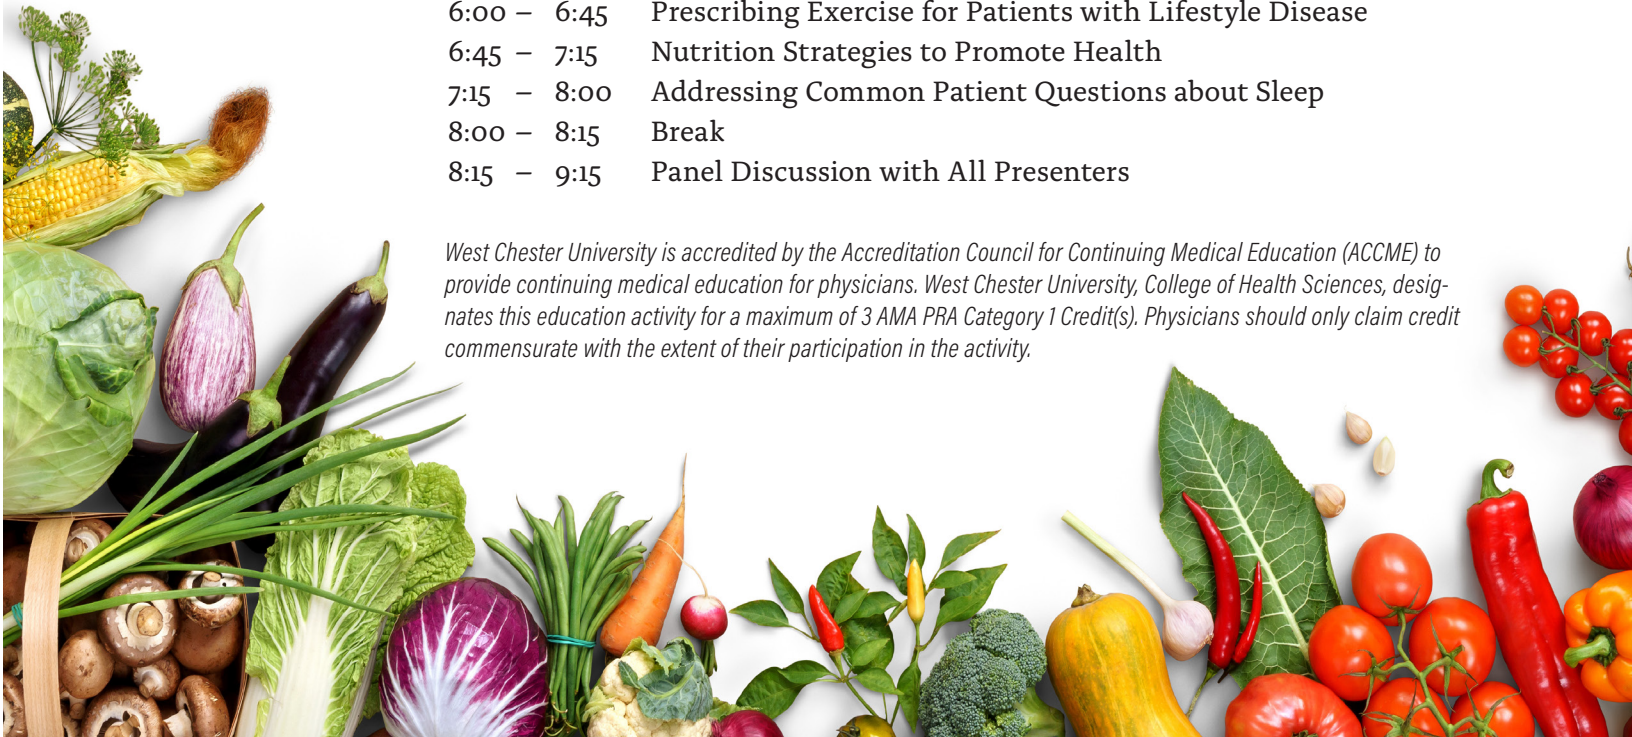 6:00 – 6:45 Prescribing Exercise for Patients with Lifestyle Disease
6:45 – 7:15 Nutrition Strategies to Promote Health
7:15 – 8:00 Addressing Common Patient Questions about Sleep
8:00 – 8:15 Break
8:15 – 9:15 Panel Discussion with All Presenters
West Chester University is accredited by the Accreditation Council for Continuing Medical Education (ACCME) to
provide continuing medical education for physicians. West Chester University, College of Health Sciences, desig-
nates this education activity for a maximum of 3 AMA PRA Category 1 Credit(s). Physicians should only claim credit
commensurate with the extent of their participation in the activity.